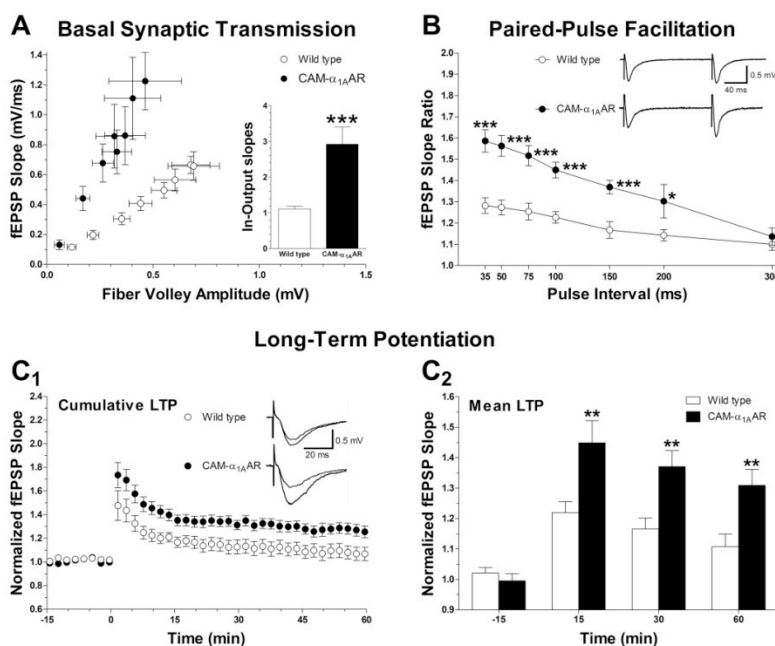 A Basal Synaptic Transmission
Wild type
CAM-α1AAR
fEPSP Slope (mV/ms)
1.4
1.2
1.0
0.8
0.6
0.4
0.2
0.0
0.0 0.3 0.6 0.9 1.2 1.5
Fiber Volley Amplitude (mV)
In-Output slopes
4
3
2
1
0
***
Wild type CAM-α1AAR
B Paired-Pulse Facilitation
Wild type
CAM-α1AAR
0.5 mV
40 ms
fEPSP Slope Ratio
2.0
1.9
1.8
1.7
1.6
1.5
1.4
1.3
1.2
1.1
1.0
*** *** *** *** *** *
35 50 75 100 150 200 30
Pulse Interval (ms)
Long-Term Potentiation
C1
Cumulative LTP
Wild type
CAM-α1AAR
0.5 mV
20 ms
Normalized fEPSP Slope
2.4
2.2
2.0
1.8
1.6
1.4
1.2
1.0
0.8
0.6
-15 0 15 30 45 60
Time (min)
C2
Mean LTP
Wild type
CAM-α1AAR
Normalized fEPSP Slope
1.6
1.5
1.4
1.3
1.2
1.1
1.0
0.9
** ** **
-15 15 30 60
Time (min)